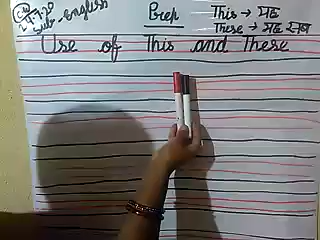 Prep This → यह
Sub - English These → यह सब
Use of This and These